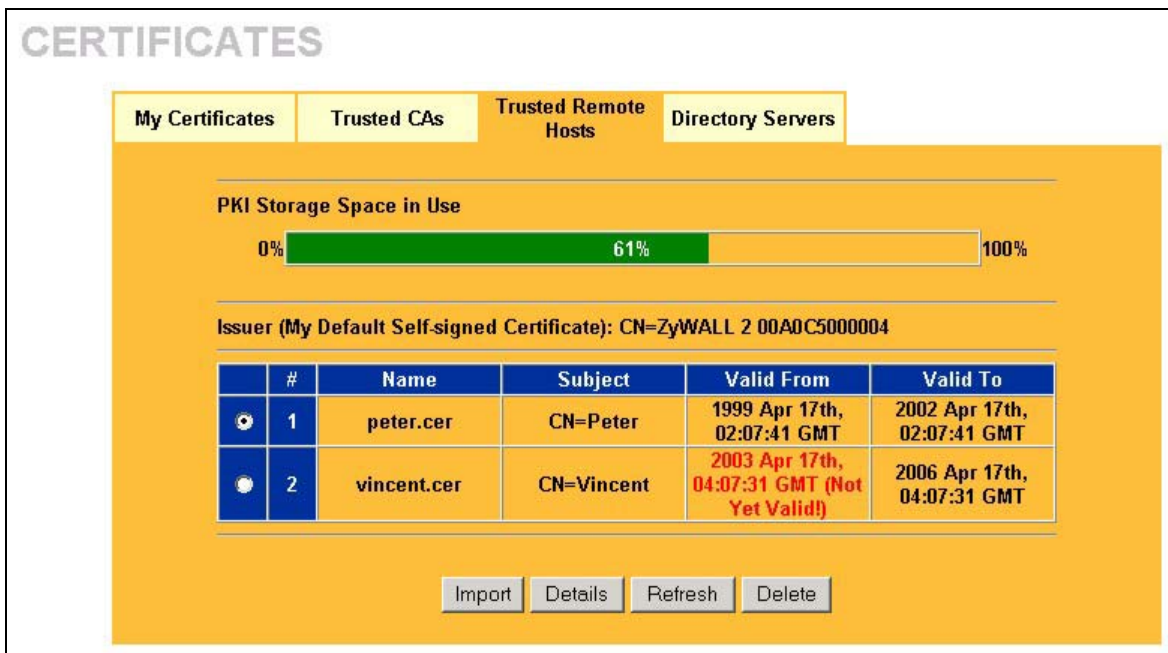 CERTIFICATES
My Certificates
Trusted CAs
Trusted Remote
Hosts
Directory Servers
PKI Storage Space in Use
0%
61%
100%
Issuer (My Default Self-signed Certificate): CN=ZyWALL 2 00A0C5000004
# Name Subject Valid From Valid To
1 peter.cer CN=Peter 1999 Apr 17th, 02:07:41 GMT 2002 Apr 17th, 02:07:41 GMT
2 vincent.cer CN=Vincent 2003 Apr 17th, 04:07:31 GMT (Not Yet Valid!) 2006 Apr 17th, 04:07:31 GMT
Import Details Refresh Delete